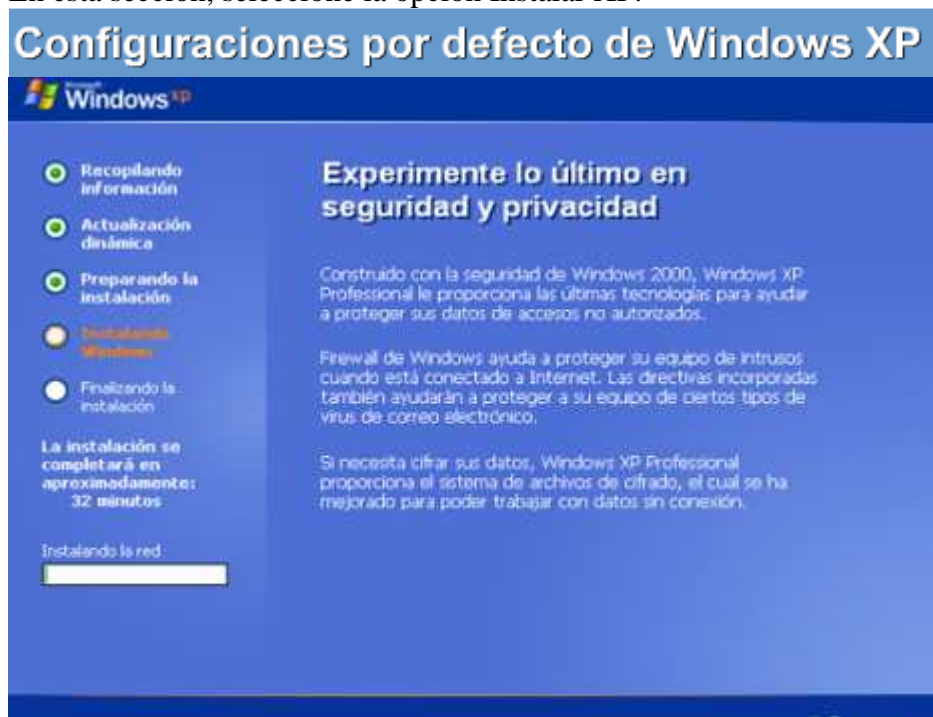 En esta sección, seleccione la opción Instalar XP.
Configuraciones por defecto de Windows XP
Microsoft
Windows xp
Recopilando
información
Actualización
dinámica
Preparando la
instalación
Instalando
Windows
Finalizando la
instalación
La instalación se
completará en
aproximadamente:
32 minutos
Instalando la red
Experimente lo último en
seguridad y privacidad
Construido con la seguridad de Windows 2000, Windows XP
Professional le proporciona las últimas tecnologías para ayudar
a proteger sus datos de accesos no autorizados.
Firewall de Windows ayuda a proteger su equipo de intrusos
cuando está conectado a Internet. Las directivas incorporadas
también ayudarán a proteger a su equipo de ciertos tipos de
virus de correo electrónico.
Si necesita cifrar sus datos, Windows XP Professional
proporciona el sistema de archivos de cifrado, el cual se ha
mejorado para poder trabajar con datos sin conexión.